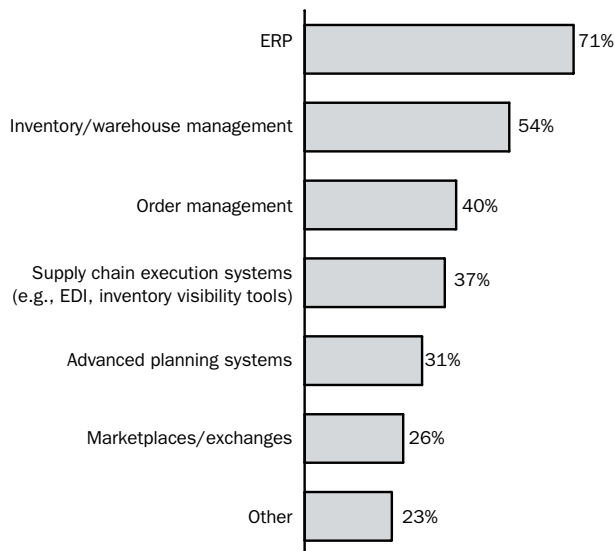 ERP
71%
Inventory/warehouse management
54%
Order management
40%
Supply chain execution systems
(e.g., EDI, inventory visibility tools)
37%
Advanced planning systems
31%
Marketplaces/exchanges
26%
Other
23%